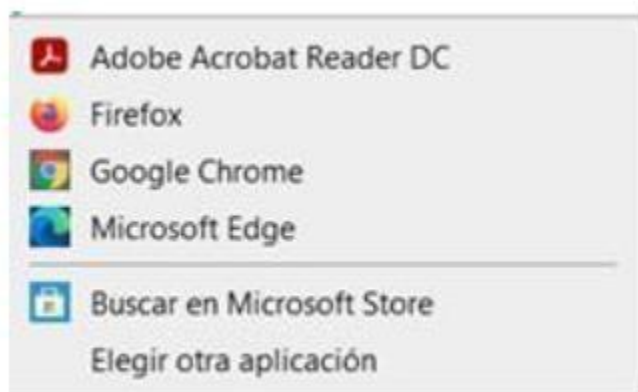 Adobe Acrobat Reader DC
Firefox
Google Chrome
Microsoft Edge
Buscar en Microsoft Store
Elegir otra aplicación